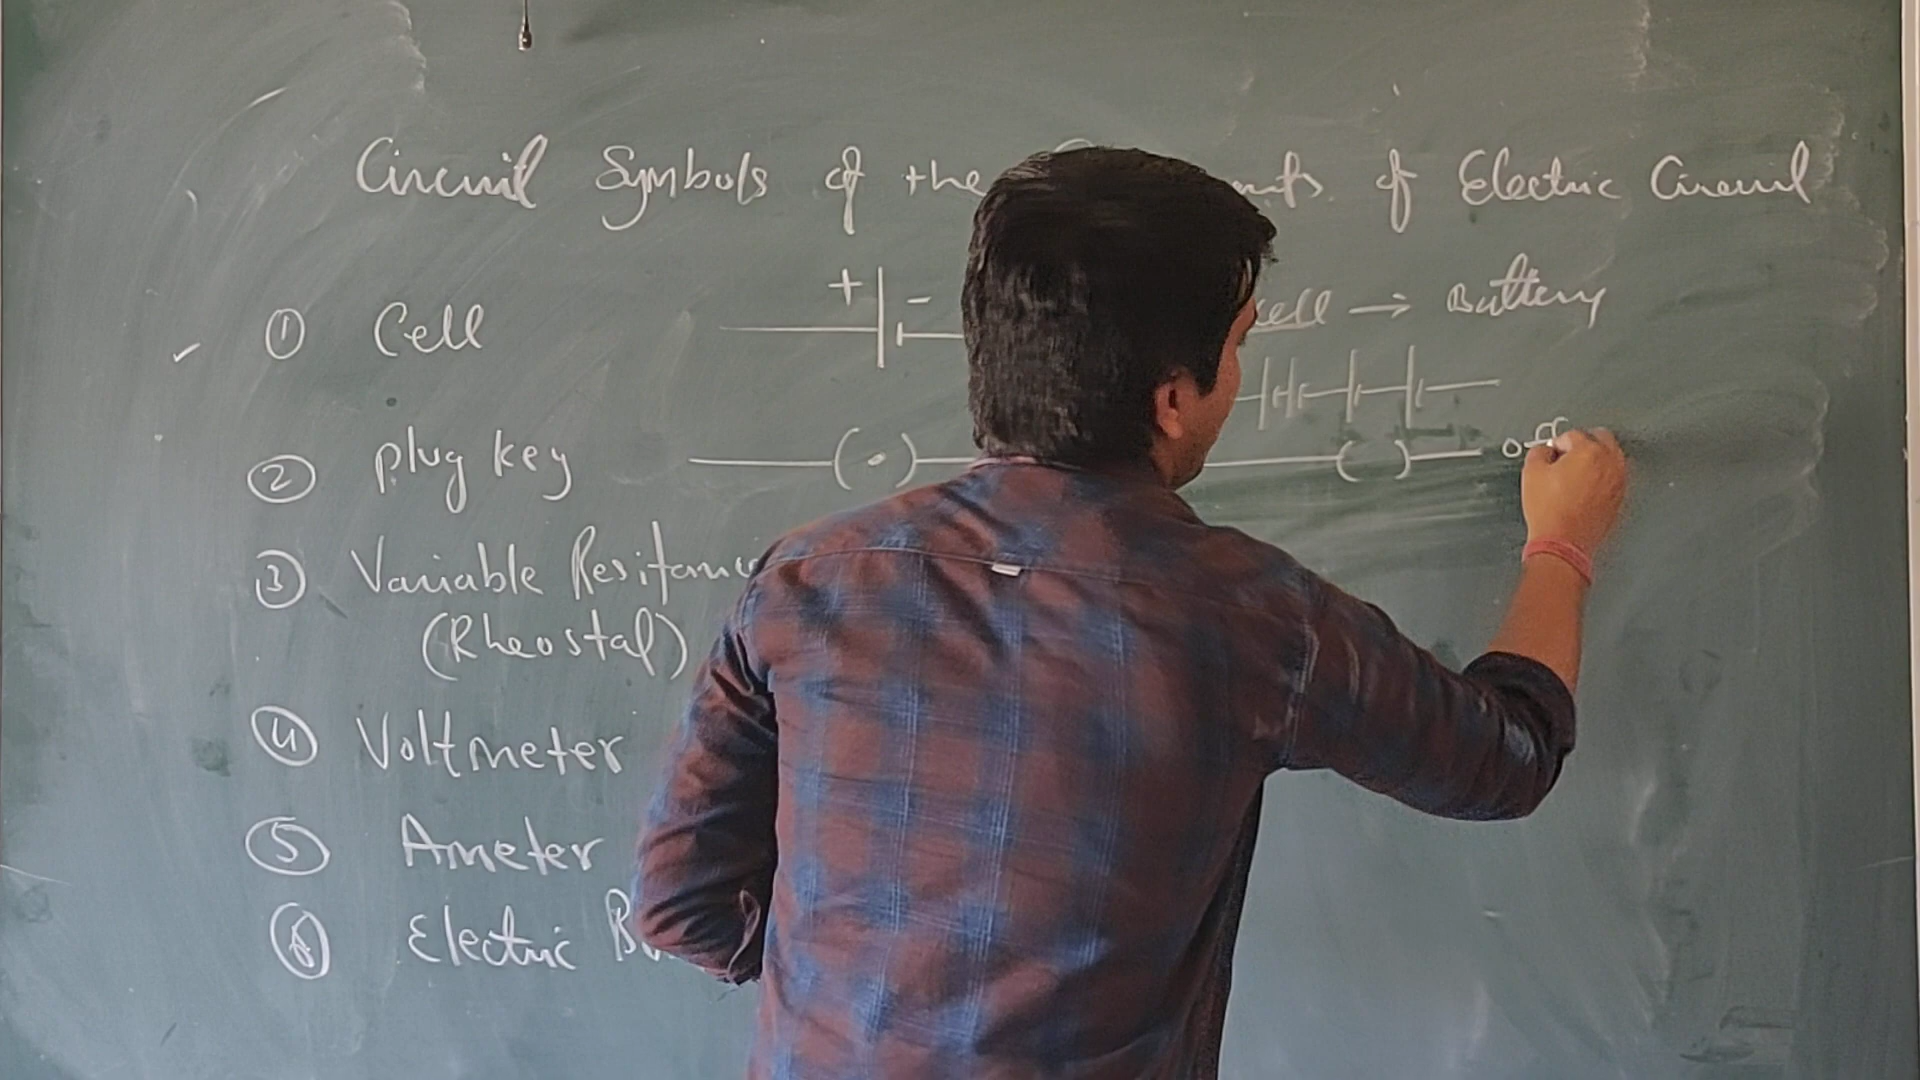 Circuit Symbols of the of Electric Circuit
① Cell + - cell → Battery
② plug key (•) ( ) off
③ Variable Resitance
(Rheostat)
④ Voltmeter
⑤ Ameter
⑥ Electric